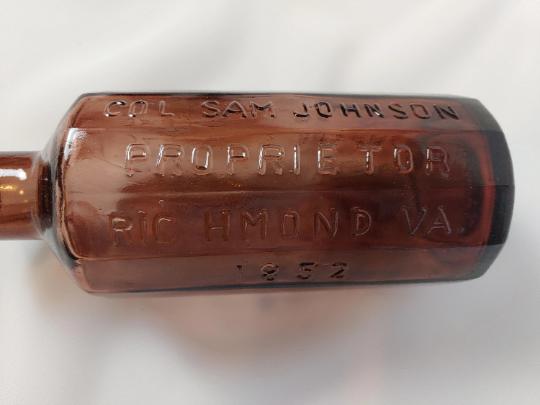 COL SAM JOHNSON
PROPRIETOR
RICHMOND VA
1852